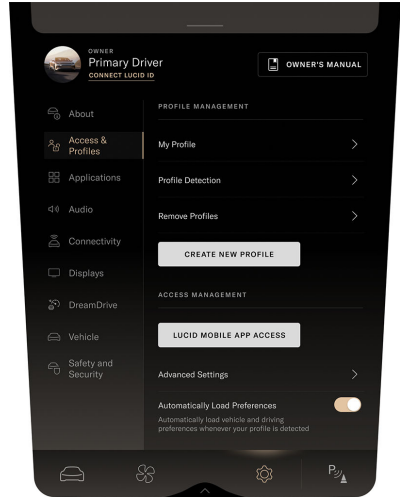 OWNER
Primary Driver
CONNECT LUCID ID
OWNER'S MANUAL
About
Access &
Profiles
Applications
Audio
Connectivity
Displays
DreamDrive
Vehicle
Safety and
Security
PROFILE MANAGEMENT
My Profile
Profile Detection
Remove Profiles
CREATE NEW PROFILE
ACCESS MANAGEMENT
LUCID MOBILE APP ACCESS
Advanced Settings
Automatically Load Preferences
Automatically load vehicle and driving
preferences whenever your profile is detected
P